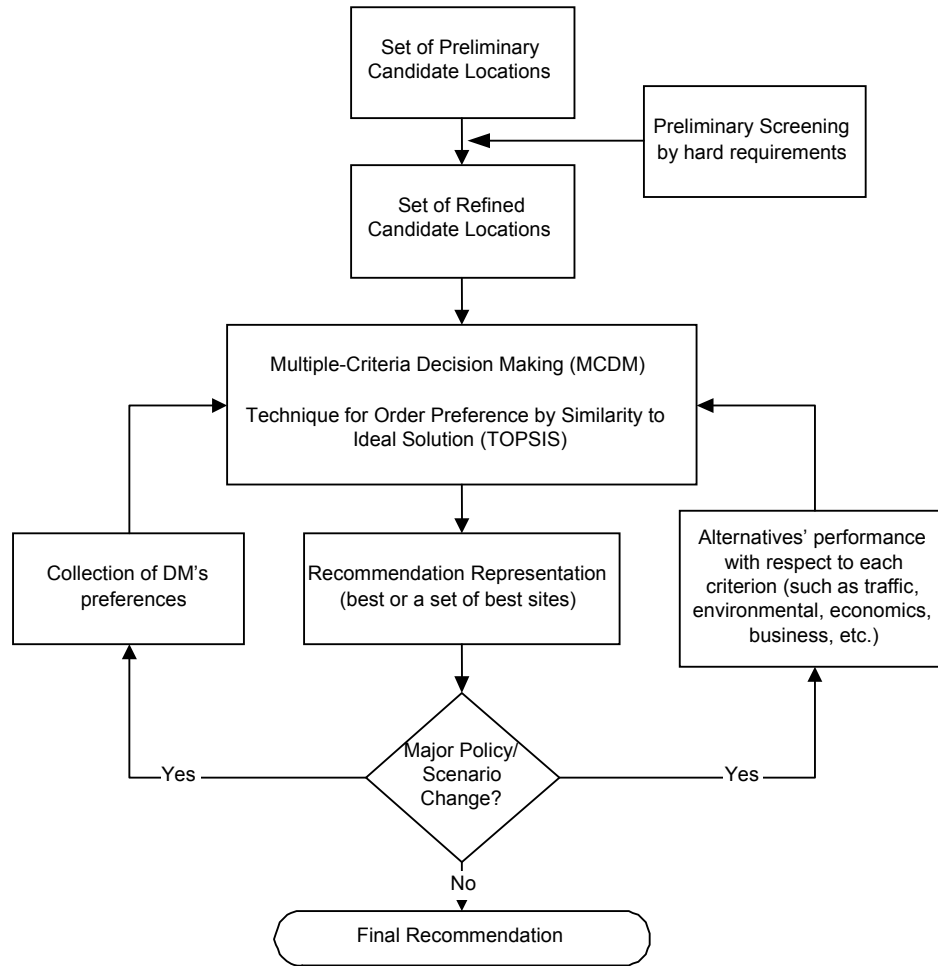 Set of Preliminary
Candidate Locations
Preliminary Screening
by hard requirements
Set of Refined
Candidate Locations
Multiple-Criteria Decision Making (MCDM)
Technique for Order Preference by Similarity to
Ideal Solution (TOPSIS)
Collection of DM's
preferences
Recommendation Representation
(best or a set of best sites)
Alternatives' performance
with respect to each
criterion (such as traffic,
environmental, economics,
business, etc.)
Major Policy/
Scenario
Change?
Yes
Yes
No
Final Recommendation